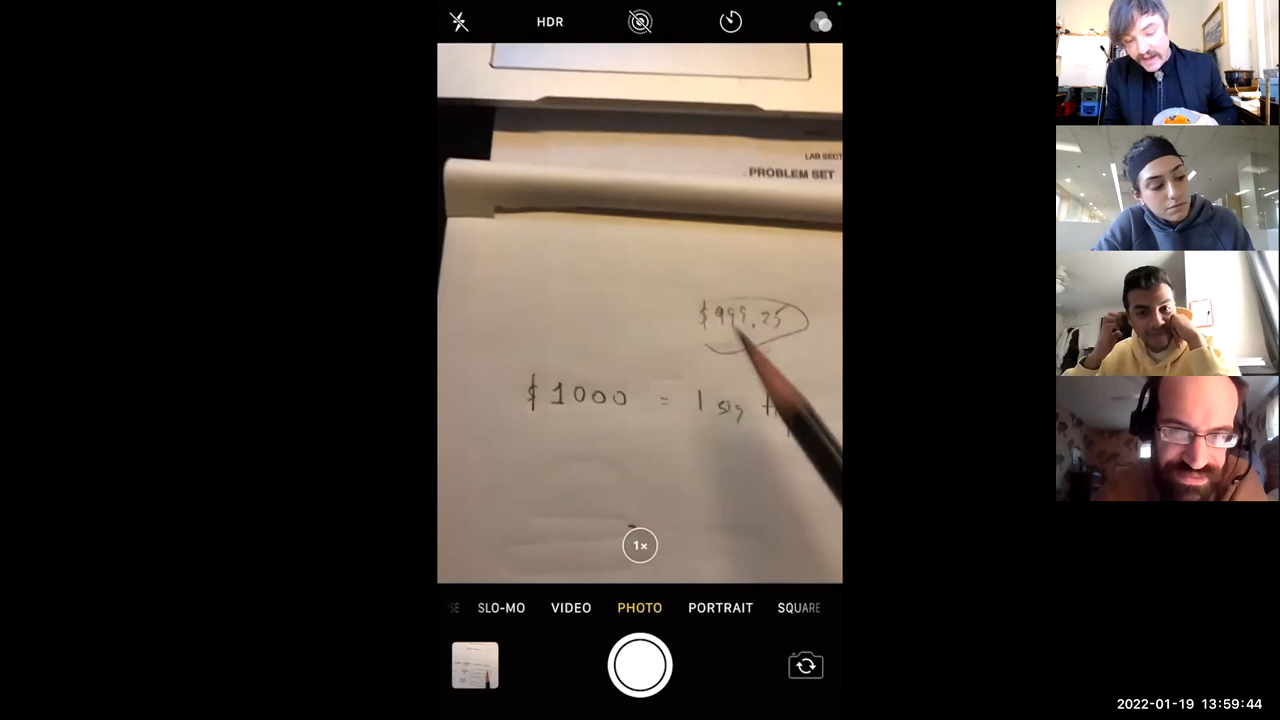 HDR
LAB SECT
PROBLEM SET
$999.25
$1000 = 1 sig
1×
SLO-MO VIDEO PHOTO PORTRAIT SQUARE
2022-01-19 13:59:44